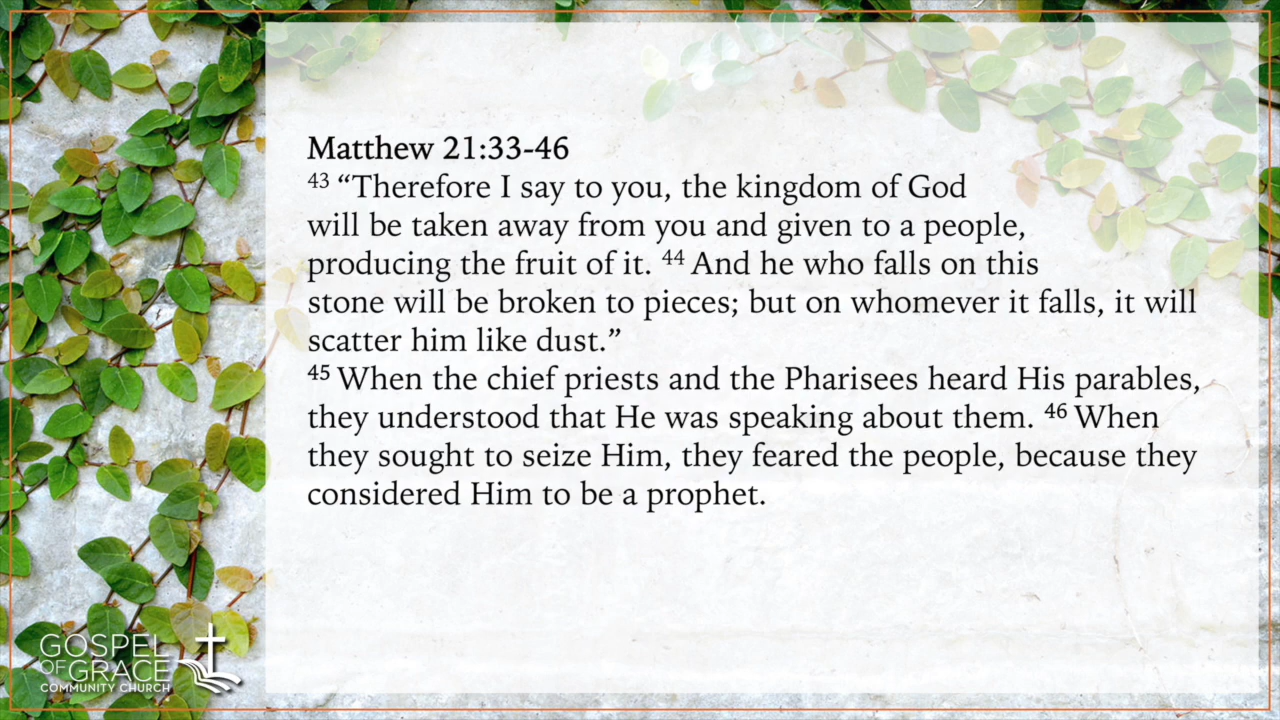 Matthew 21:33-46
43 “Therefore I say to you, the kingdom of God
will be taken away from you and given to a people,
producing the fruit of it. 44 And he who falls on this
stone will be broken to pieces; but on whomever it falls, it will
scatter him like dust.”
45 When the chief priests and the Pharisees heard His parables,
they understood that He was speaking about them. 46 When
they sought to seize Him, they feared the people, because they
considered Him to be a prophet.
GOSPEL
OF GRACE
COMMUNITY CHURCH